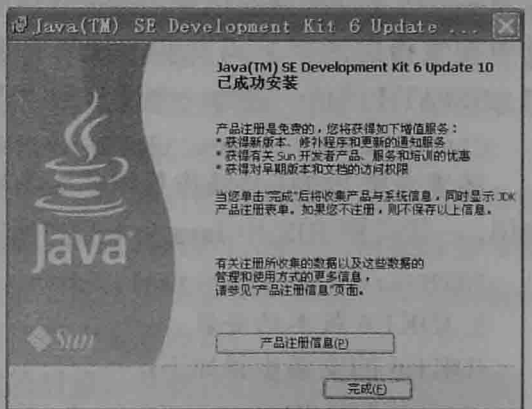 Java(TM) SE Development Kit 6 Update ...
Java(TM) SE Development Kit 6 Update 10
已成功安装
产品注册是免费的，您将获得如下增值服务：
* 获得新版本、修补程序和更新的通知服务
* 获得有关 Sun 开发者产品、服务和培训的优惠
* 获得对早期版本和文档的访问权限
当您单击"完成"后将收集产品与系统信息，同时显示 JDK
产品注册表单。如果您不注册，则不保存以上信息。
Java
有关注册所收集的数据以及这些数据的
管理和使用方式的更多信息，
请参见"产品注册信息"页面。
Sun
产品注册信息(P)
完成(F)